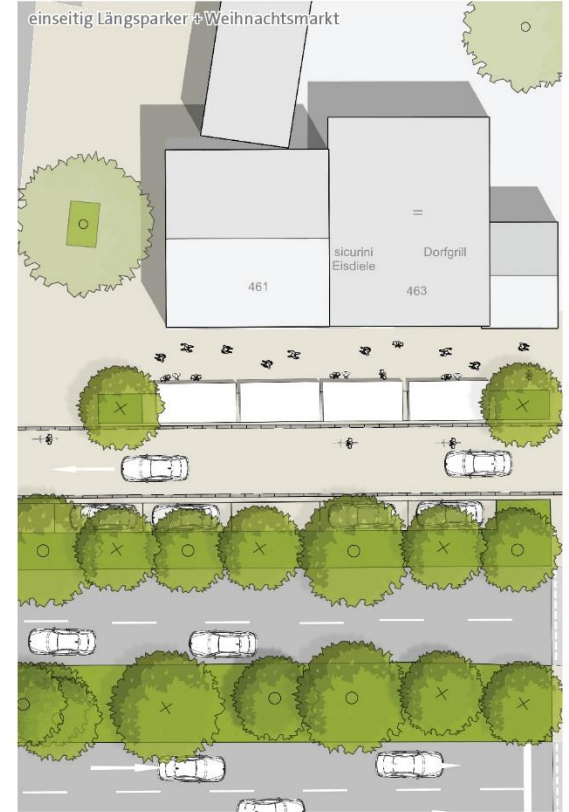 einseitig Längsparker + Weihnachtsmarkt
sicurini
Eisdiele
Dorfgrill
461
463